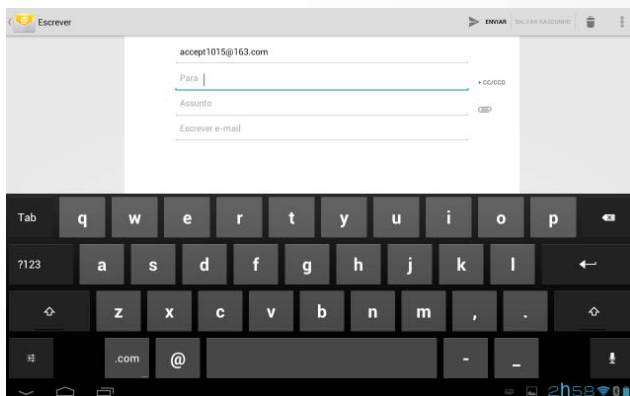 Escrever
ENVIAR SALVAR RASCUNHO
accept1015@163.com
Para
+ CC/CCO
Assunto
Escrever e-mail
Tab q w e r t y u i o p
?123 a s d f g h j k l
z x c v b n m , .
.com @ - _
2h58